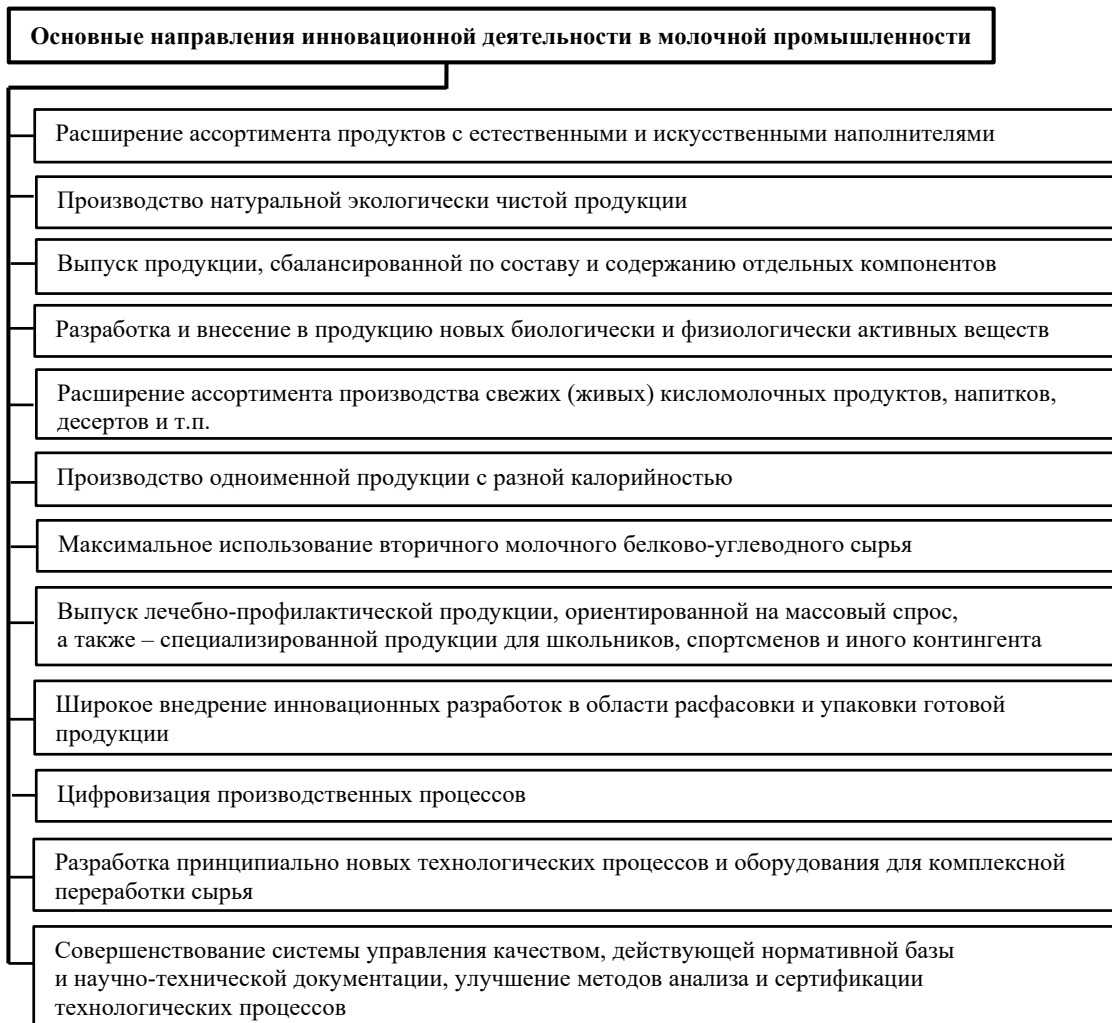 Основные направления инновационной деятельности в молочной промышленности
Расширение ассортимента продуктов с естественными и искусственными наполнителями
Производство натуральной экологически чистой продукции
Выпуск продукции, сбалансированной по составу и содержанию отдельных компонентов
Разработка и внесение в продукцию новых биологически и физиологически активных веществ
Расширение ассортимента производства свежих (живых) кисломолочных продуктов, напитков,
десертов и т.п.
Производство одноименной продукции с разной калорийностью
Максимальное использование вторичного молочного белково-углеводного сырья
Выпуск лечебно-профилактической продукции, ориентированной на массовый спрос,
а также – специализированной продукции для школьников, спортсменов и иного контингента
Широкое внедрение инновационных разработок в области расфасовки и упаковки готовой
продукции
Цифровизация производственных процессов
Разработка принципиально новых технологических процессов и оборудования для комплексной
переработки сырья
Совершенствование системы управления качеством, действующей нормативной базы
и научно-технической документации, улучшение методов анализа и сертификации
технологических процессов